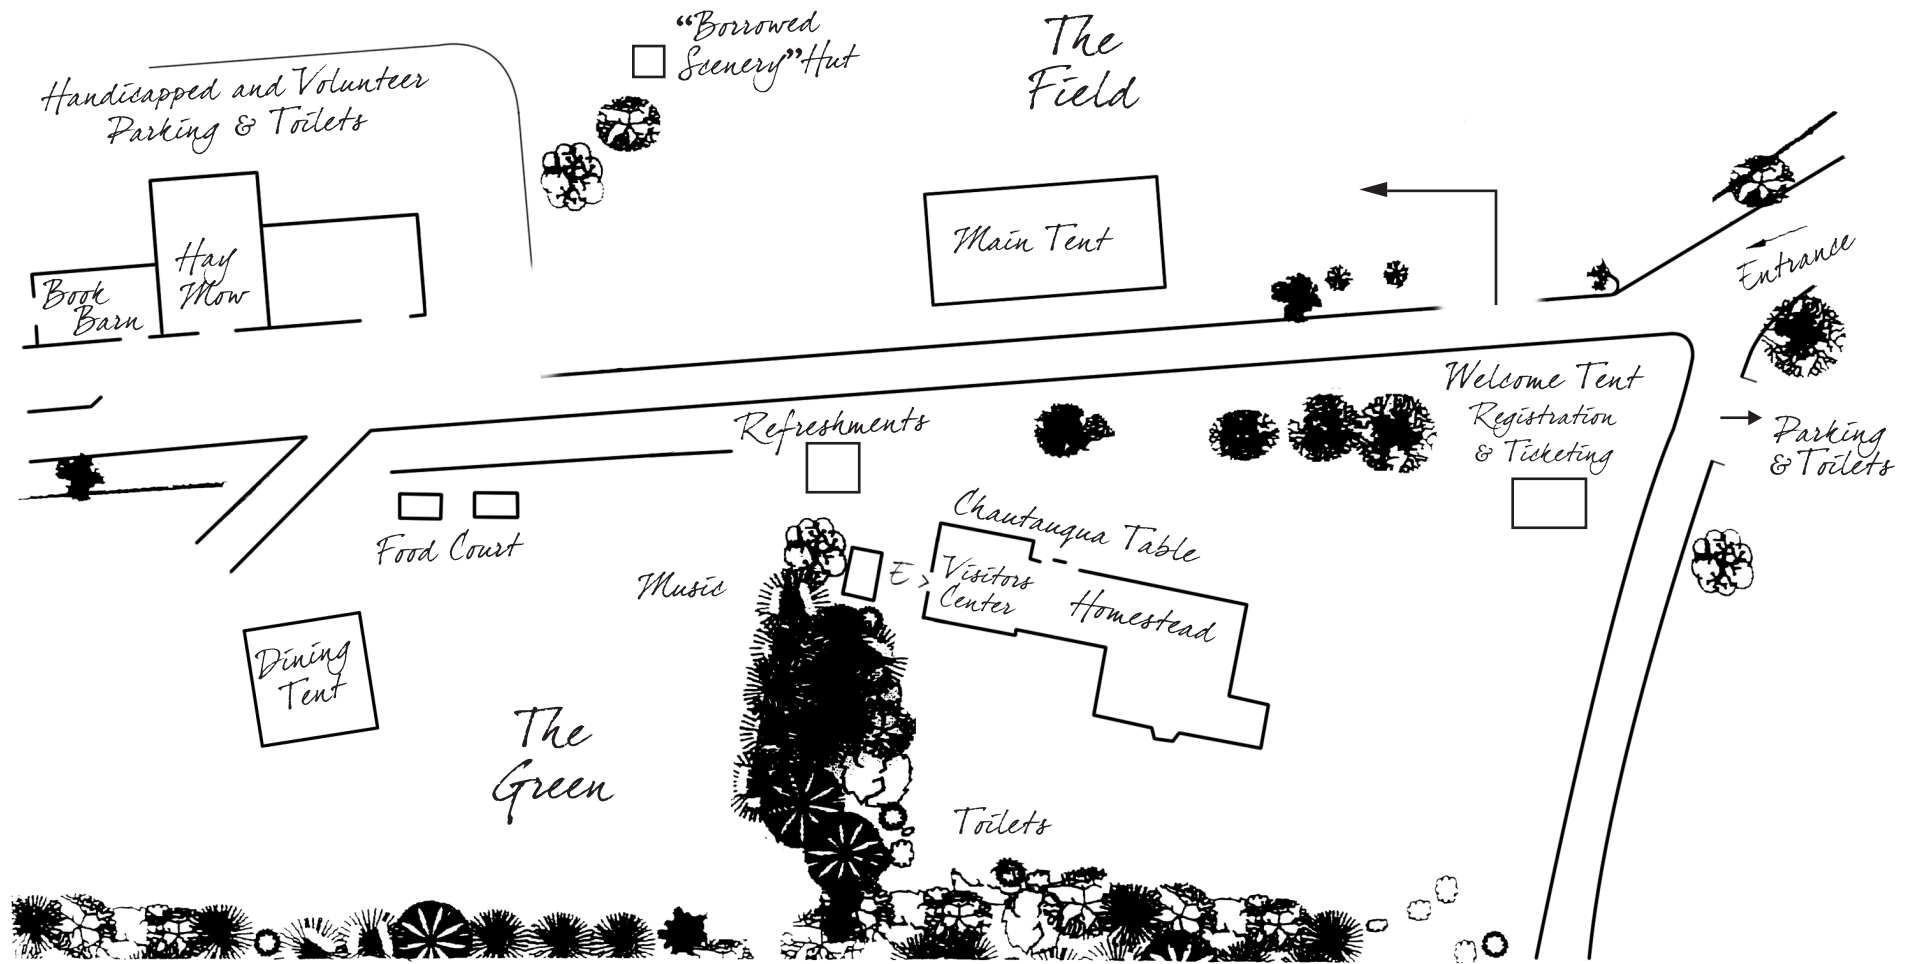 “Borrowed
Scenery” Hut
The
Field
Handicapped and Volunteer
Parking & Toilets
Hay
Mow
Book
Barn
Main Tent
Entrance
Welcome Tent
Registration
& Ticketing
Parking
& Toilets
Refreshments
Chautauqua Table
Food Court
Music
E >
Visitors
Center
Homestead
Dining
Tent
The
Green
Toilets